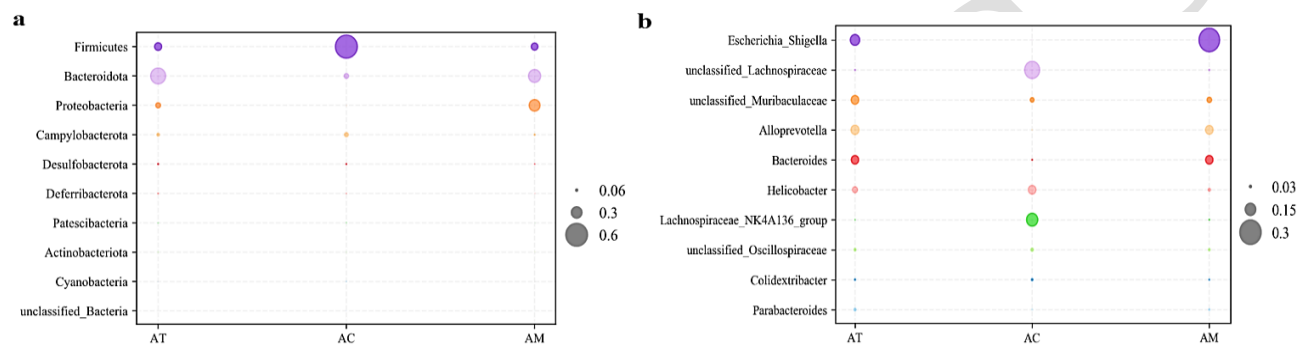 a
Firmicutes
Bacteroidota
Proteobacteria
Campylobacterota
Desulfobacterota
Deferribacterota
Patescibacteria
Actinobacteriota
Cyanobacteria
unclassified_Bacteria
AT AC AM
0.06
0.3
0.6
b
Escherichia_Shigella
unclassified_Lachnospiraceae
unclassified_Muribaculaceae
Alloprevotella
Bacteroides
Helicobacter
Lachnospiraceae_NK4A136_group
unclassified_Oscillospiraceae
Colidextribacter
Parabacteroides
AT AC AM
0.03
0.15
0.3